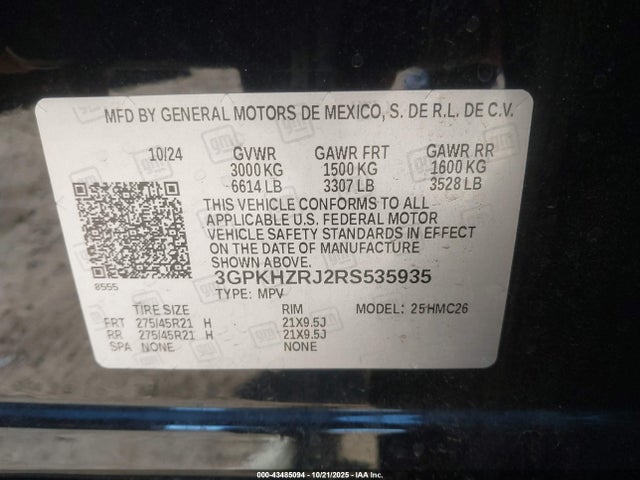 MFD BY GENERAL MOTORS DE MEXICO, S. DE R.L. DE C.V.
10/24 GVWR GAWR FRT GAWR RR
3000 KG 1500 KG 1600 KG
6614 LB 3307 LB 3528 LB
THIS VEHICLE CONFORMS TO ALL
APPLICABLE U.S. FEDERAL MOTOR
VEHICLE SAFETY STANDARDS IN EFFECT
ON THE DATE OF MANUFACTURE
SHOWN ABOVE.
8555
3GPKHZRJ2RS535935
TYPE: MPV
TIRE SIZE RIM MODEL: 25HMC26
FRT 275/45R21 H 21X9.5J
RR 275/45R21 H 21X9.5J
SPA NONE NONE
000-43485094 - 10/21/2025 - IAA Inc.